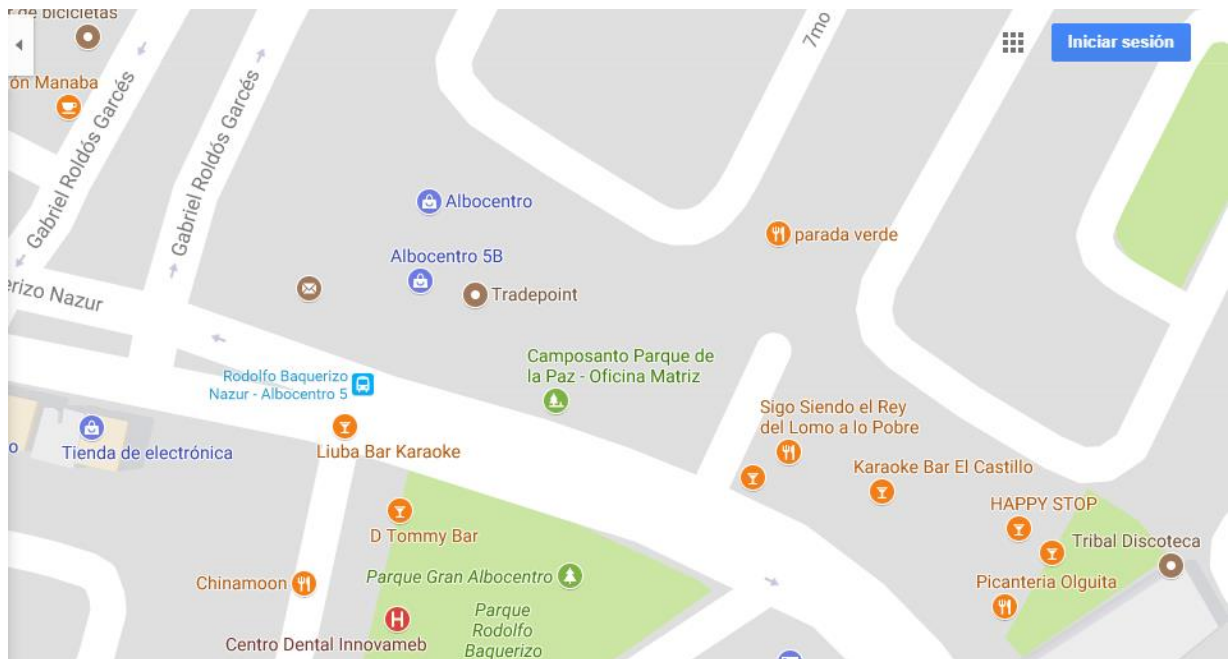 r de bicicletas
7mo
Iniciar sesión
ón Manaba
Gabriel Roldós Garcés
Gabriel Roldós Garcés
Albocentro
parada verde
Albocentro 5B
erizo Nazur
Tradepoint
Camposanto Parque de
la Paz - Oficina Matriz
Rodolfo Baquerizo
Nazur - Albocentro 5
Sigo Siendo el Rey
del Lomo a lo Pobre
o
Tienda de electrónica
Liuba Bar Karaoke
Karaoke Bar El Castillo
HAPPY STOP
D Tommy Bar
Tribal Discoteca
Parque Gran Albocentro
Chinamoon
Picanteria Olguita
Parque
Rodolfo
Baquerizo
H
Centro Dental Innovameb